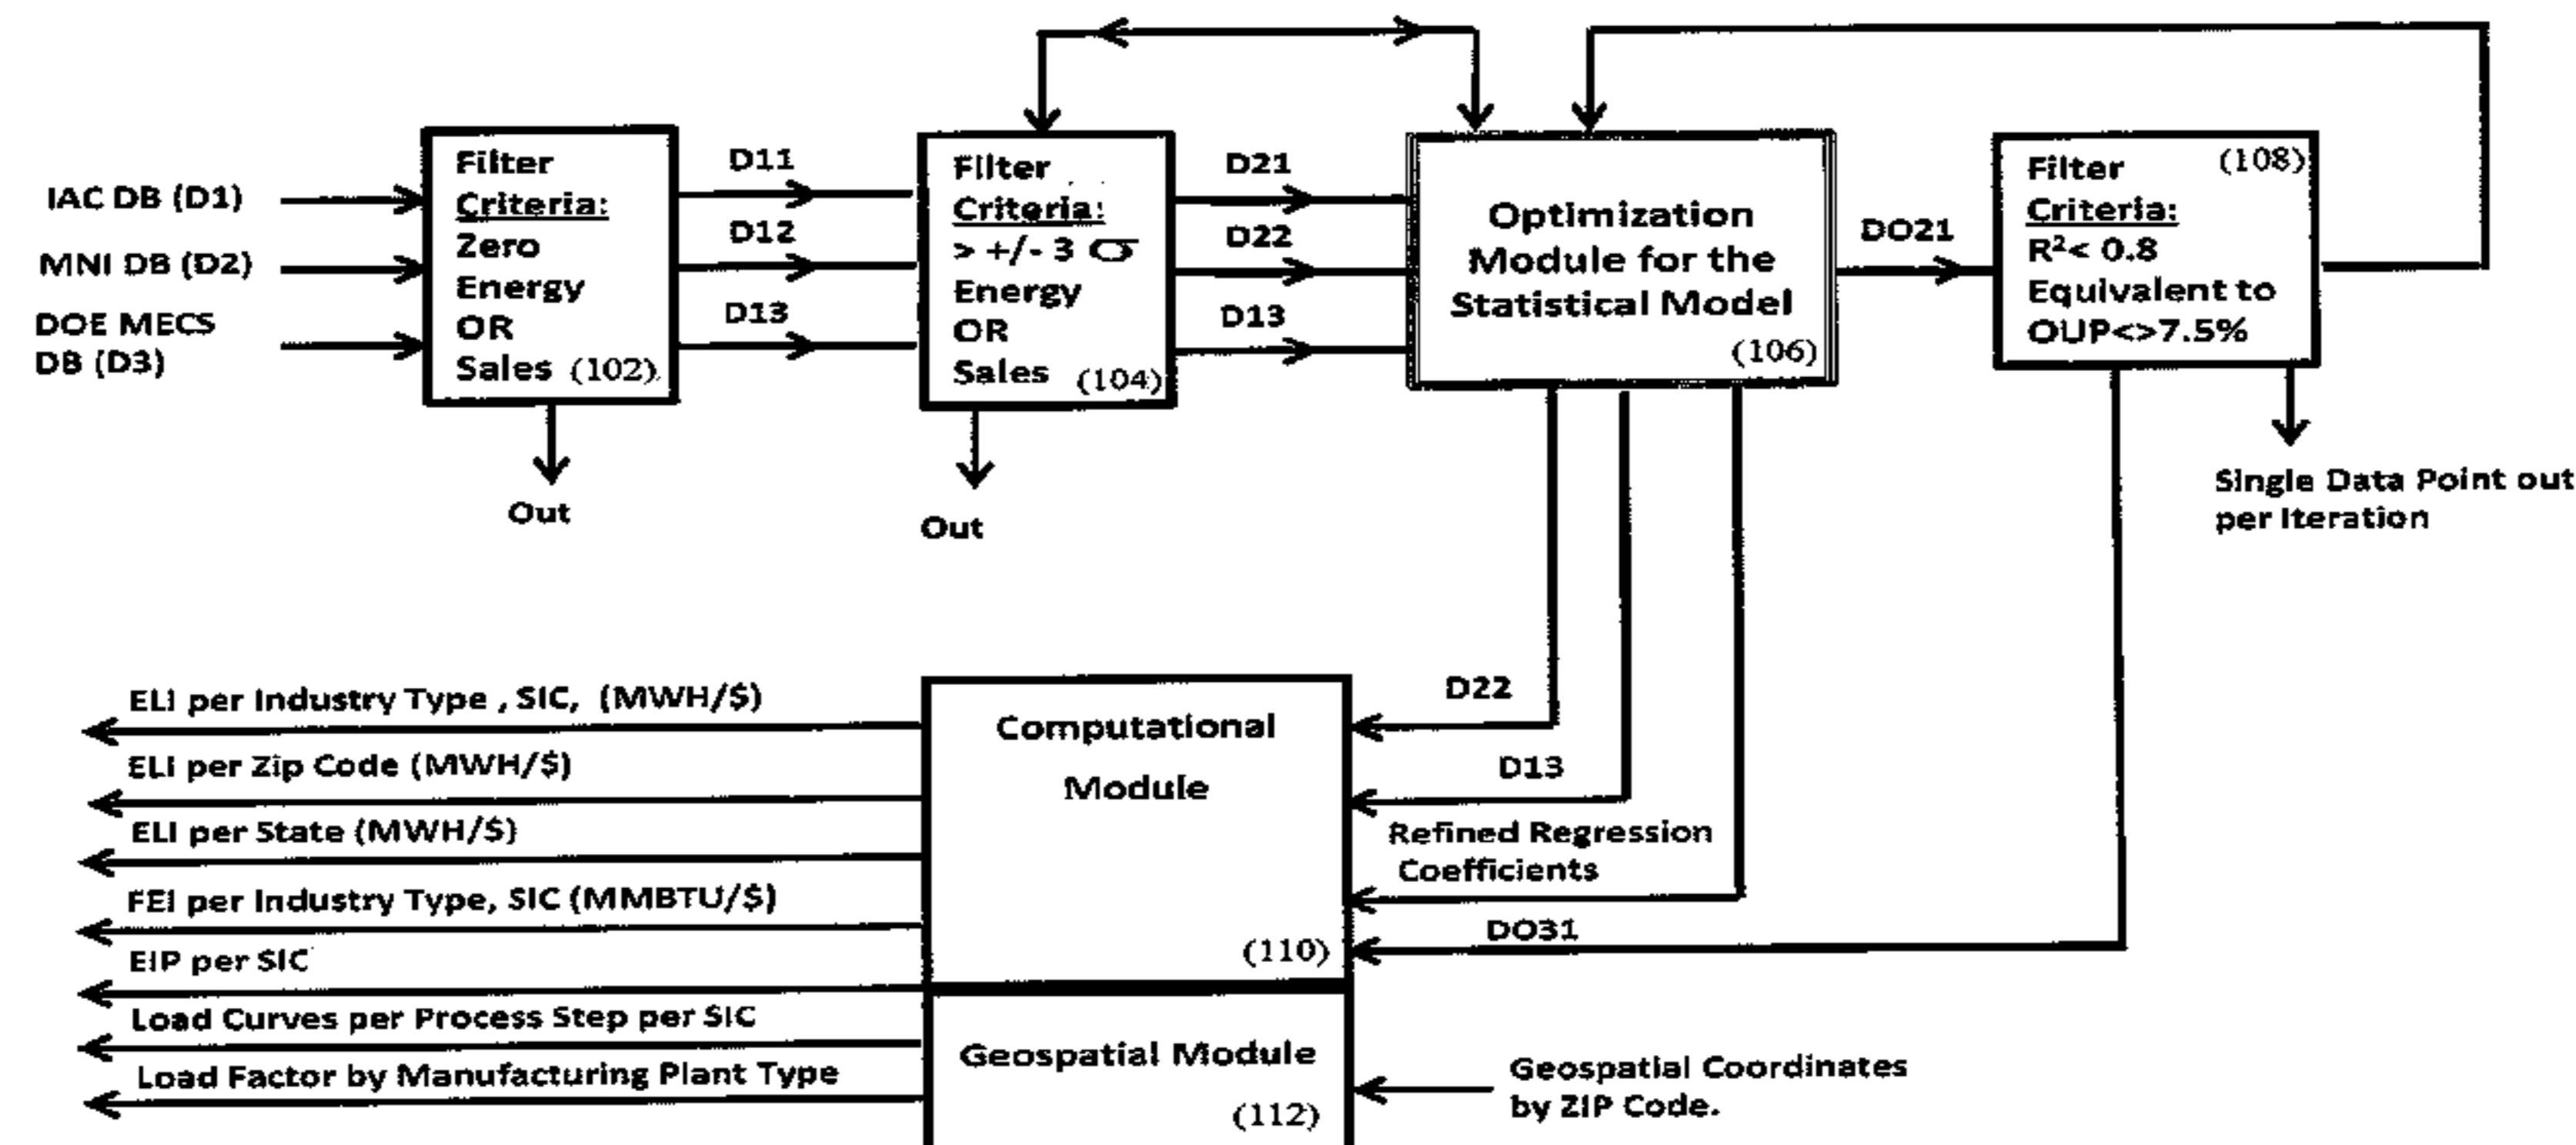 IAC DB (D1)
MNI DB (D2)
DOE MECS
DB (D3)
Filter
Criteria:
Zero
Energy
OR
Sales (102)
Out
D11
D12
D13
Filter
Criteria:
> +/- 3 σ
Energy
OR
Sales (104)
Out
D21
D22
D13
Optimization
Module for the
Statistical Model
(106)
DO21
Filter (108)
Criteria:
R²< 0.8
Equivalent to
OUP<>7.5%
Single Data Point out
per Iteration
ELI per Industry Type , SIC, (MWH/$)
ELI per Zip Code (MWH/$)
ELI per State (MWH/$)
FEI per Industry Type, SIC (MMBTU/$)
EIP per SIC
Load Curves per Process Step per SIC
Load Factor by Manufacturing Plant Type
Computational
Module
(110)
Geospatial Module
(112)
D22
D13
Refined Regression
Coefficients
DO31
Geospatial Coordinates
by ZIP Code.